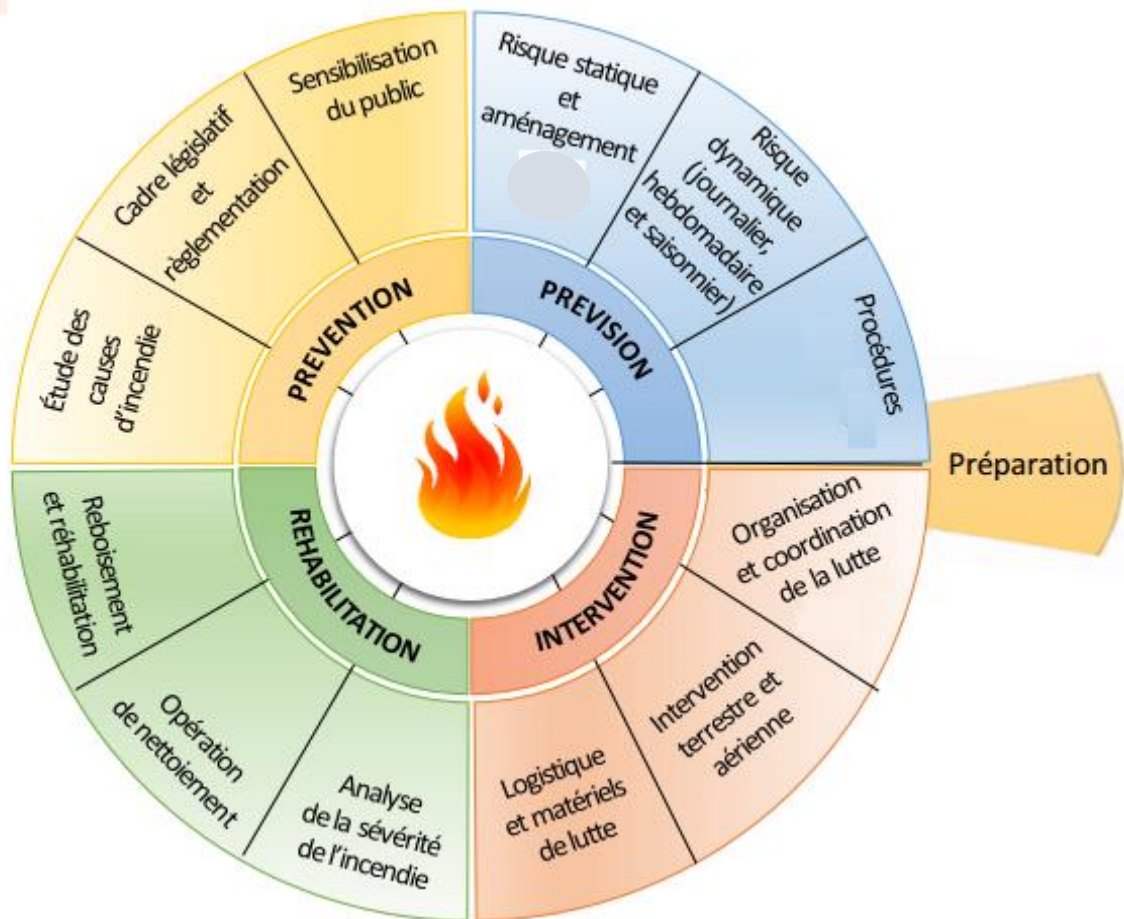 Sensibilisation
du public
Cadre législatif
et
règlementation
Étude des
causes
d'incendie
PREVENTION
Risque statique
et
aménagement
Risque
dynamique
(journalier,
hebdomadaire
et saisonnier)
Procédures
PREVISION
Préparation
Organisation
et coordination
de la lutte
Intervention
terrestre et
aérienne
Logistique
et matériels
de lutte
INTERVENTION
Analyse
de la sévérité
de l'incendie
Opération
de nettoiement
Reboisement
et réhabilitation
REHABILITATION